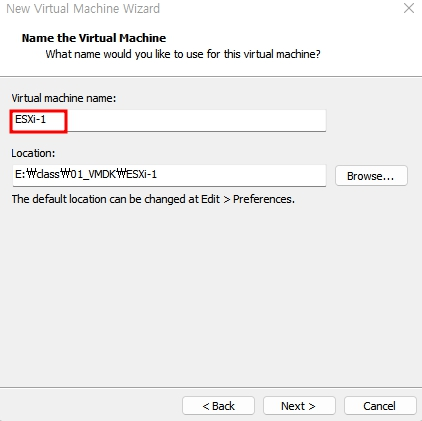 New Virtual Machine Wizard
Name the Virtual Machine
What name would you like to use for this virtual machine?
Virtual machine name:
ESXi-1
Location:
E:₩class₩01_VMDK₩ESXi-1
Browse...
The default location can be changed at Edit > Preferences.
< Back
Next >
Cancel